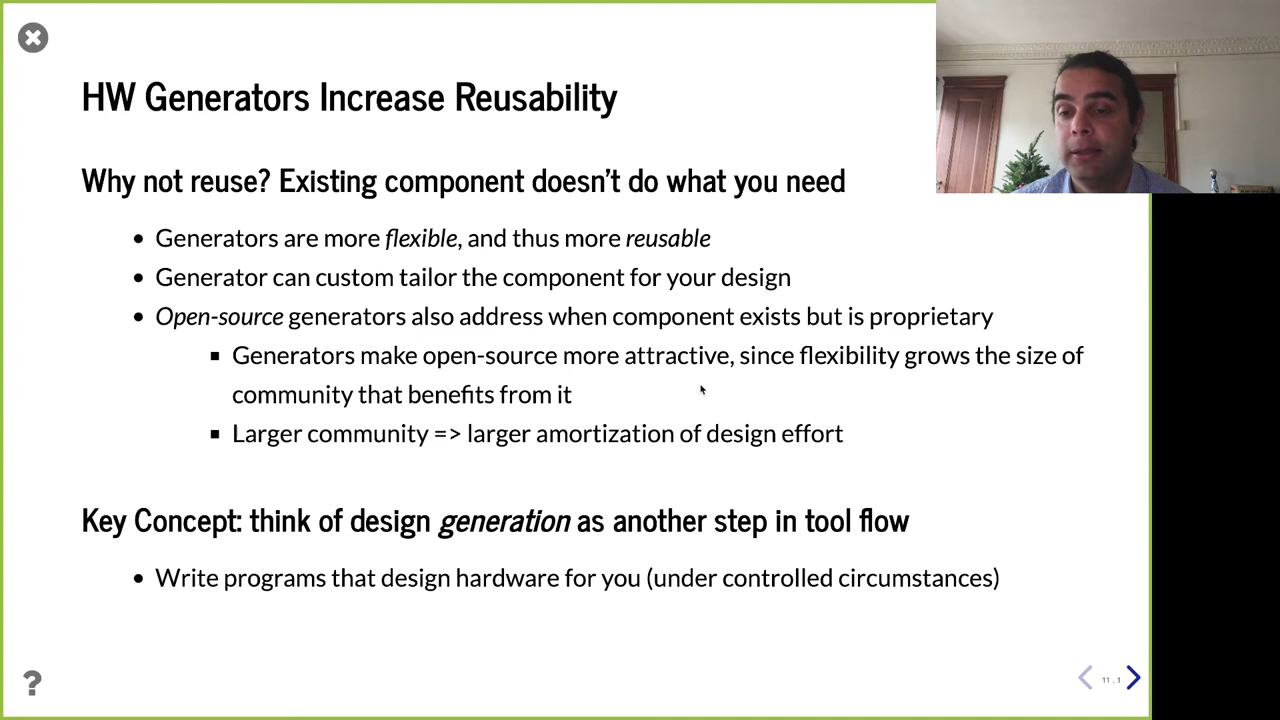 HW Generators Increase Reusability
Why not reuse? Existing component doesn't do what you need
• Generators are more flexible, and thus more reusable
• Generator can custom tailor the component for your design
• Open-source generators also address when component exists but is proprietary
▪ Generators make open-source more attractive, since flexibility grows the size of
community that benefits from it
▪ Larger community => larger amortization of design effort
Key Concept: think of design generation as another step in tool flow
• Write programs that design hardware for you (under controlled circumstances)
?
11 . 1